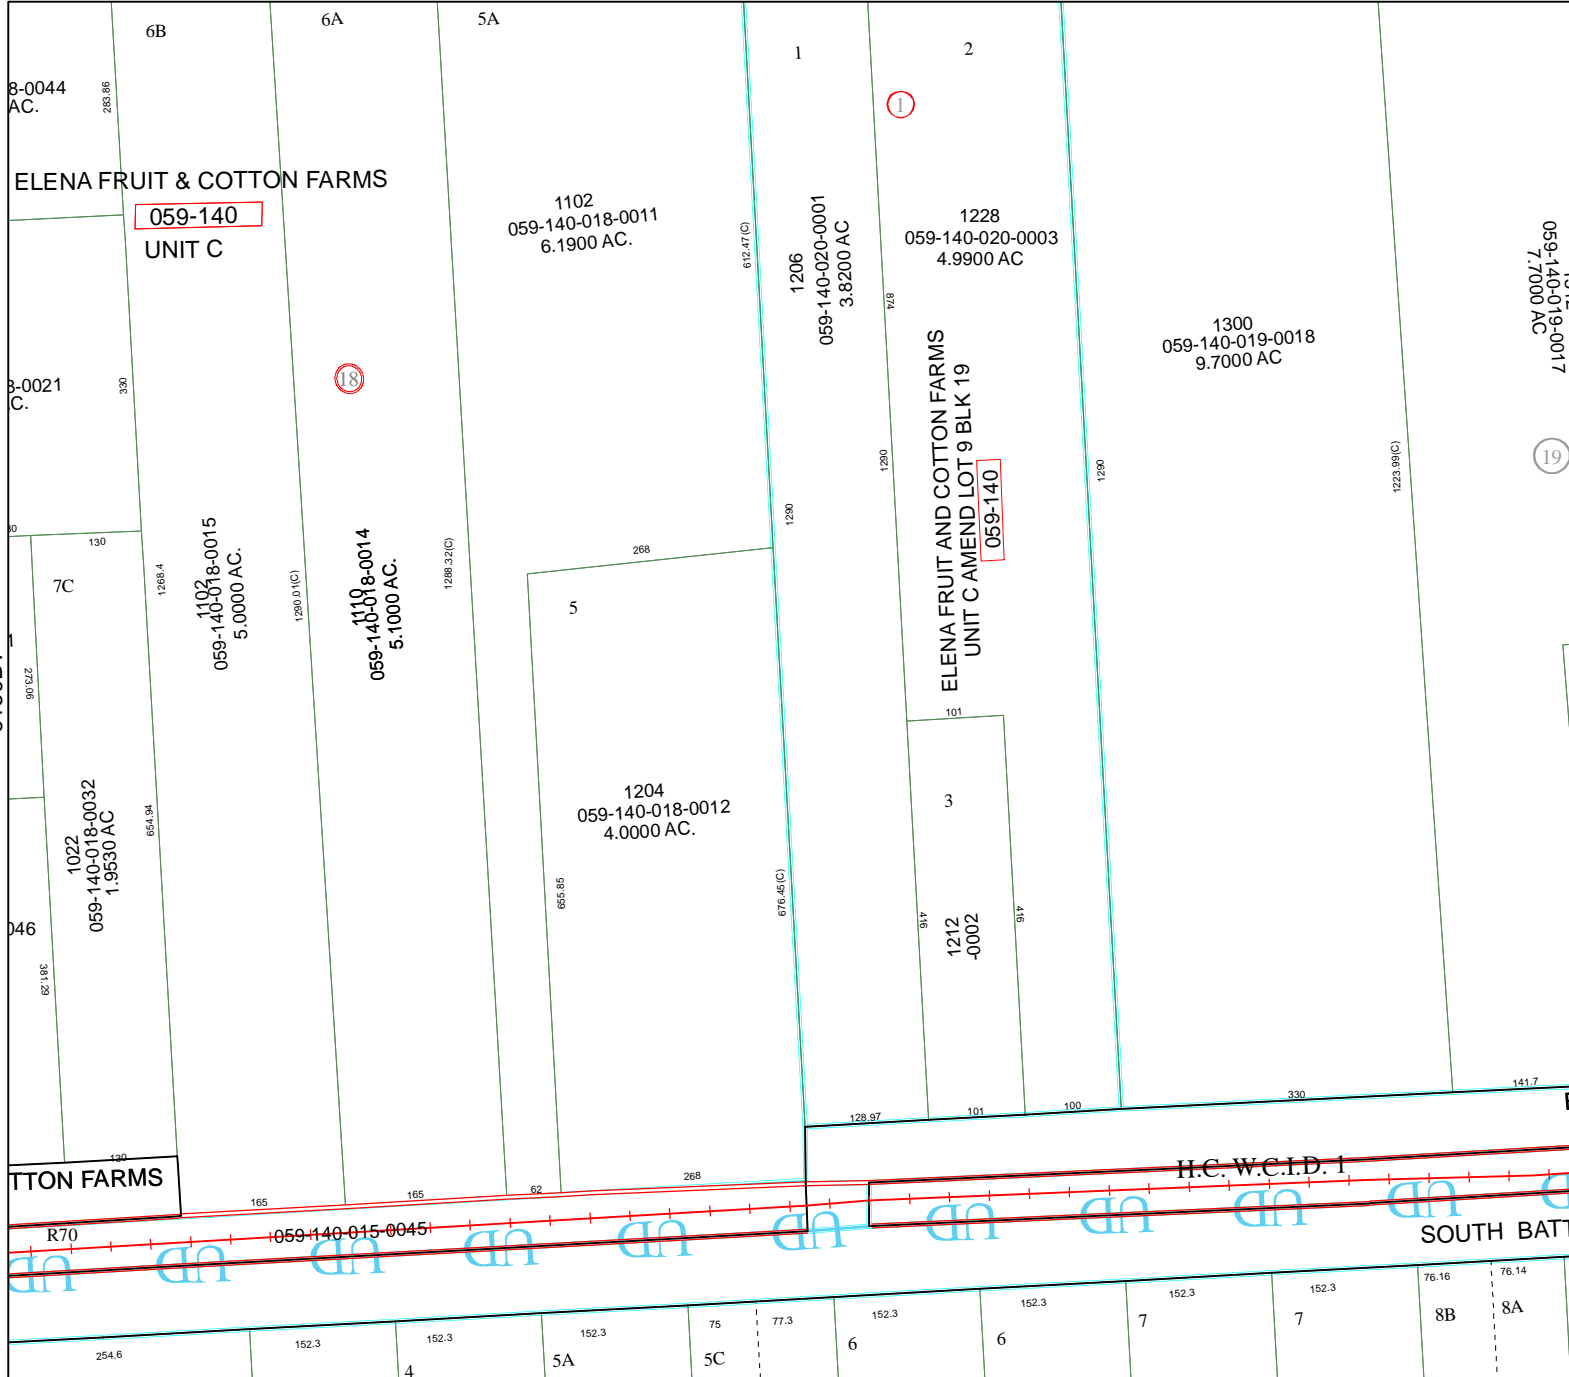 6B
6A
5A
1
2
8-0044
AC.
283.86
1
ELENA FRUIT & COTTON FARMS
059-140
UNIT C
1102
059-140-018-0011
6.1900 AC.
612.47(C)
1206
059-140-020-0001
3.8200 AC
1228
059-140-020-0003
4.9900 AC
874
1300
059-140-019-0018
9.7000 AC
059-140-019-0017
7.7000 AC
330
18
-0021
C.
ELENA FRUIT AND COTTON FARMS
UNIT C AMEND LOT 9 BLK 19
059-140
1290
1290
1290
1223.99(C)
19
130
7C
1268.4
1102
059-140-018-0015
5.0000 AC.
1290.01(C)
1110
059-140-018-0014
5.1000 AC.
1288.32(C)
268
5
273.06
101
3
1204
059-140-018-0012
4.0000 AC.
1022
059-140-018-0032
1.9530 AC
654.94
655.85
676.45(C)
416
1212
-0002
416
046
381.29
130
TTON FARMS
165
165
62
268
128.97
101
100
330
141.7
H.C. W.C.I.D. 1
R70
059-140-015-0045
SOUTH BATT
254.6
152.3
4
152.3
5A
152.3
5C
75
77.3
6
152.3
6
152.3
7
152.3
7
152.3
8B
76.16
8A
76.14